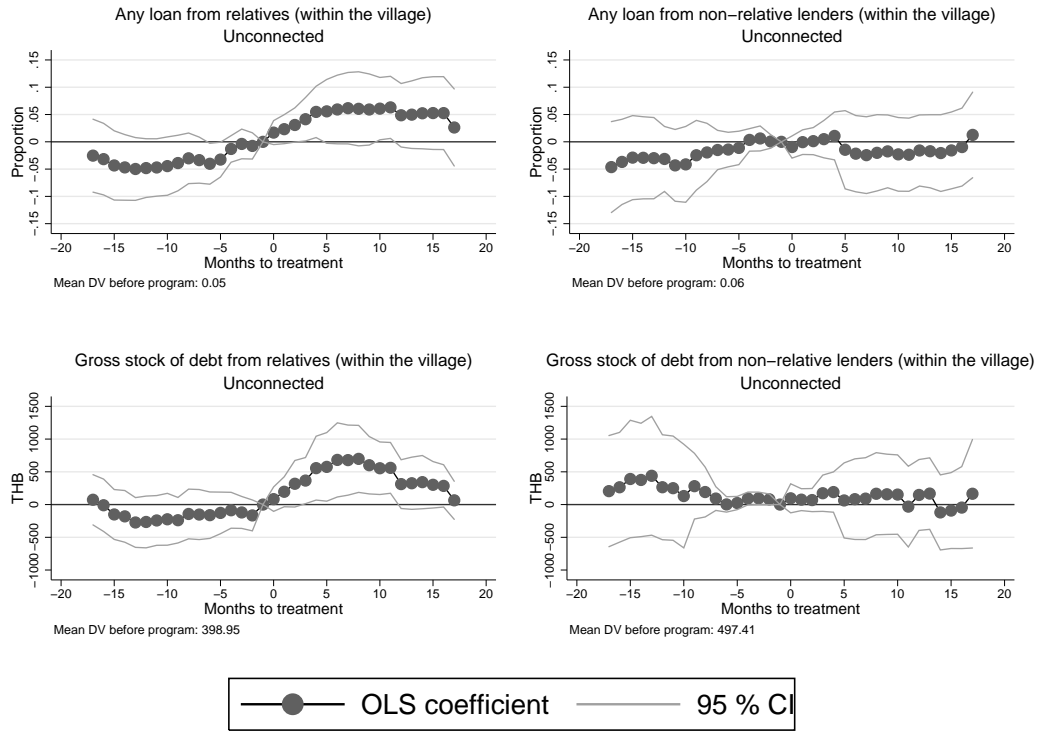 Any loan from relatives (within the village)
Unconnected
Proportion
.15
.1
.05
0
−.05
−.1
−.15
−20 −15 −10 −5 0 5 10 15 20
Months to treatment
Mean DV before program: 0.05
Any loan from non−relative lenders (within the village)
Unconnected
Proportion
.15
.1
.05
0
−.05
−.1
−.15
−20 −15 −10 −5 0 5 10 15 20
Months to treatment
Mean DV before program: 0.06
Gross stock of debt from relatives (within the village)
Unconnected
THB
1500
1000
500
0
−500
−1000
−20 −15 −10 −5 0 5 10 15 20
Months to treatment
Mean DV before program: 398.95
Gross stock of debt from non−relative lenders (within the village)
Unconnected
THB
1500
1000
500
0
−500
−1000
−20 −15 −10 −5 0 5 10 15 20
Months to treatment
Mean DV before program: 497.41
OLS coefficient 95 % CI